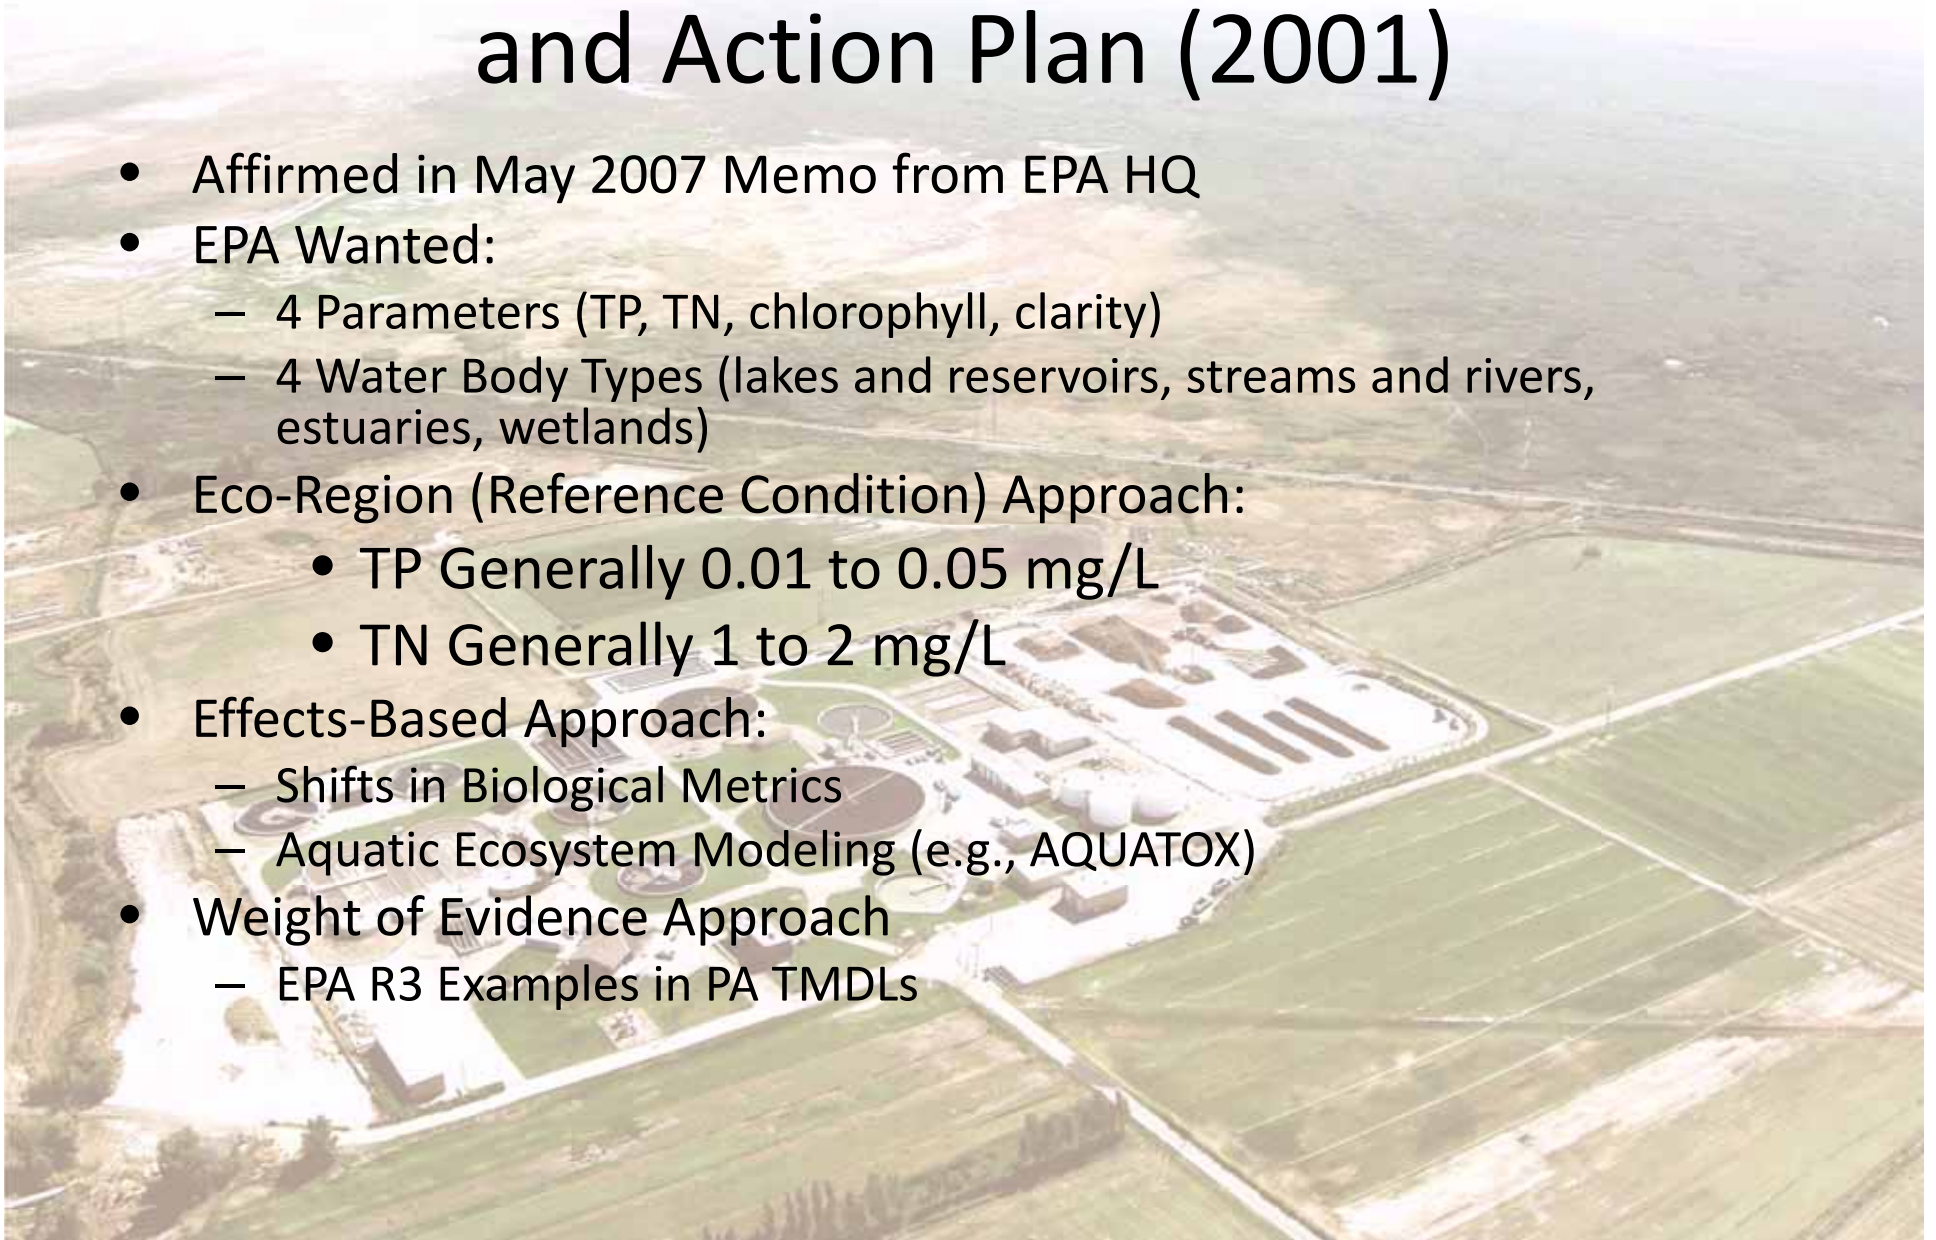 and Action Plan (2001)
• Affirmed in May 2007 Memo from EPA HQ
• EPA Wanted:
– 4 Parameters (TP, TN, chlorophyll, clarity)
– 4 Water Body Types (lakes and reservoirs, streams and rivers,
estuaries, wetlands)
• Eco-Region (Reference Condition) Approach:
• TP Generally 0.01 to 0.05 mg/L
• TN Generally 1 to 2 mg/L
• Effects-Based Approach:
– Shifts in Biological Metrics
– Aquatic Ecosystem Modeling (e.g., AQUATOX)
• Weight of Evidence Approach
– EPA R3 Examples in PA TMDLs